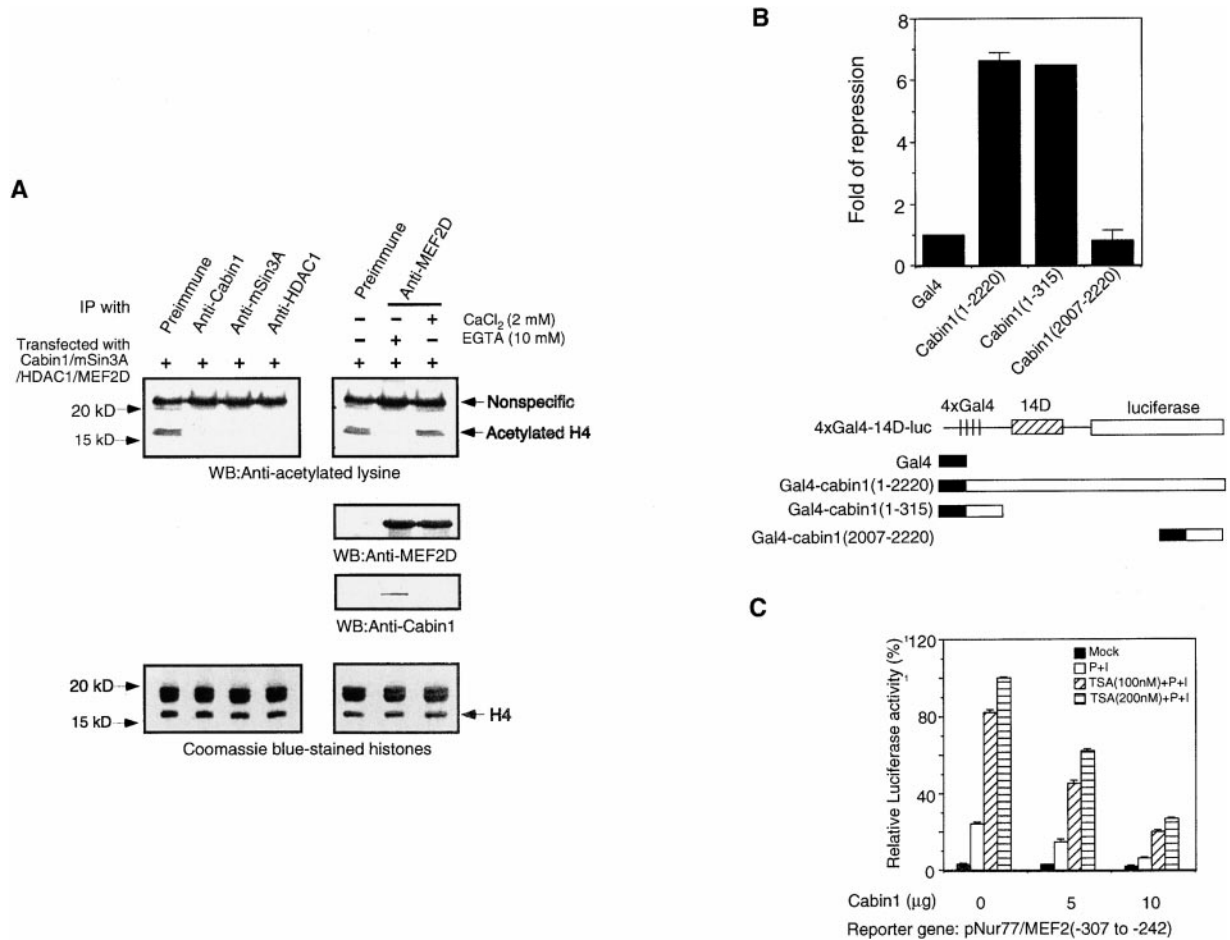 A
IP with
Preimmune
Anti-Cabin1
Anti-mSin3A
Anti-HDAC1
Preimmune
Anti-MEF2D
– – + CaCl2 (2 mM)
– + – EGTA (10 mM)
Transfected with
Cabin1/mSin3A
/HDAC1/MEF2D
+ + + + + + +
20 kD
15 kD
Nonspecific
Acetylated H4
WB:Anti-acetylated lysine
WB:Anti-MEF2D
WB:Anti-Cabin1
20 kD
15 kD
H4
Coomassie blue-stained histones
B
Fold of repression
8
6
4
2
0
Gal4
Cabin1(1-2220)
Cabin1(1-315)
Cabin1(2007-2220)
4xGal4 14D luciferase
4xGal4-14D-luc
Gal4
Gal4-cabin1(1-2220)
Gal4-cabin1(1-315)
Gal4-cabin1(2007-2220)
C
Relative Luciferase activity (%)
120
80
40
0
Mock
P+I
TSA(100nM)+P+I
TSA(200nM)+P+I
Cabin1 (μg) 0 5 10
Reporter gene: pNur77/MEF2(-307 to -242)